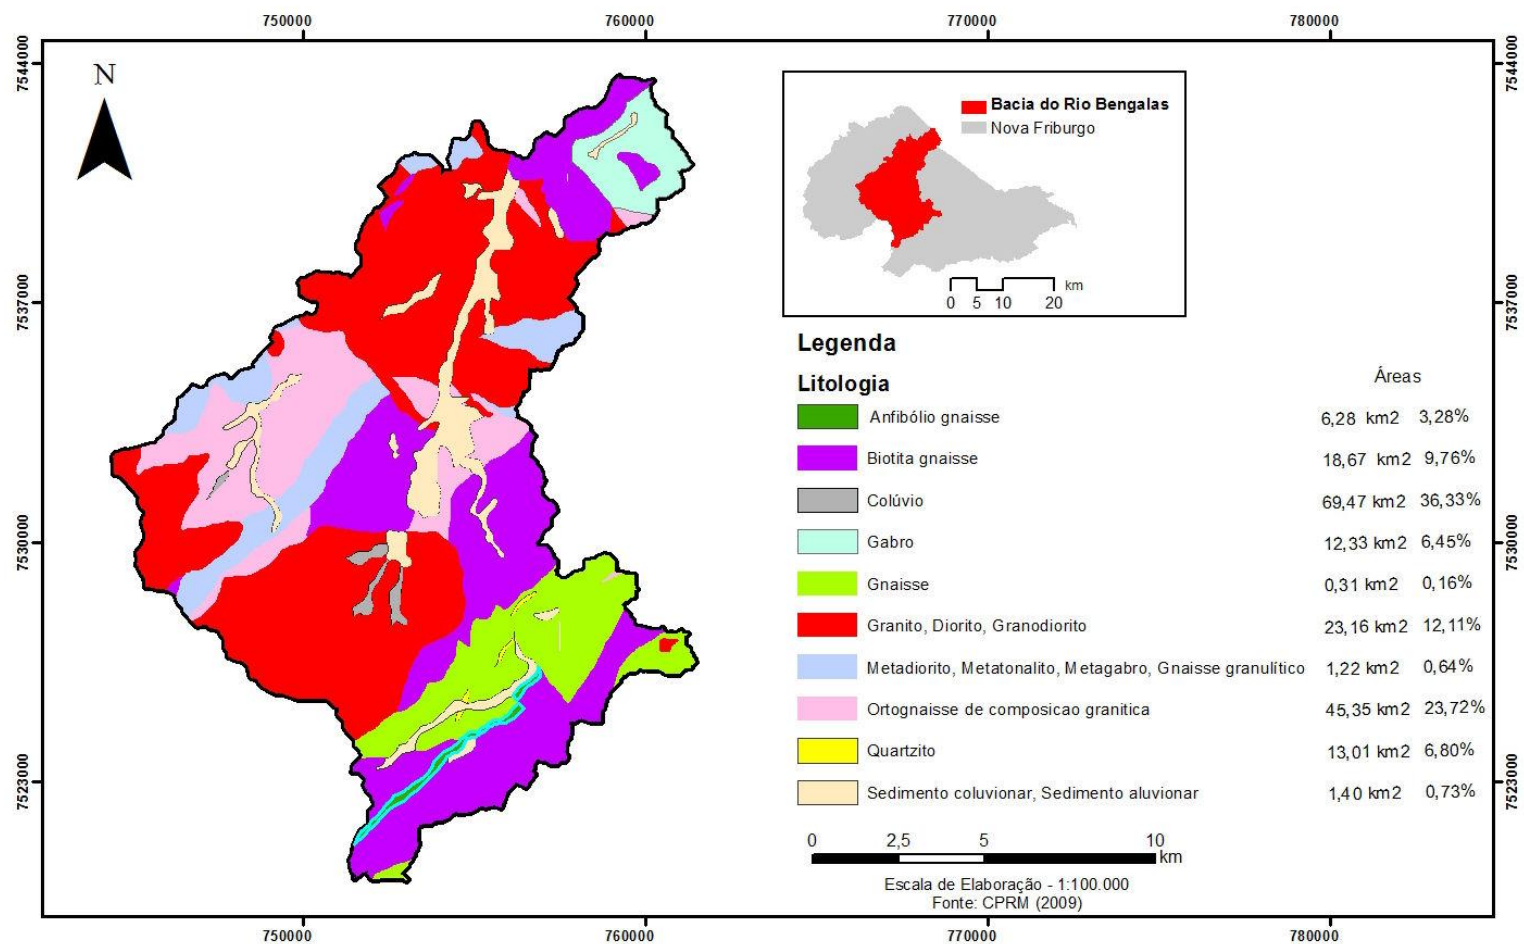 750000 760000 770000 780000
7544000
7544000
N
Bacia do Rio Bengalas
Nova Friburgo
km
0 5 10 20
7537000
7537000
Legenda
Litologia
Áreas
Anfibólio gnaisse 6,28 km2 3,28%
Biotita gnaisse 18,67 km2 9,76%
Colúvio 69,47 km2 36,33%
Gabro 12,33 km2 6,45%
7530000
7530000
Gnaisse 0,31 km2 0,16%
Granito, Diorito, Granodiorito 23,16 km2 12,11%
Metadiorito, Metatonalito, Metagabro, Gnaisse granulítico 1,22 km2 0,64%
Ortognaisse de composicao granitica 45,35 km2 23,72%
Quartzito 13,01 km2 6,80%
Sedimento coluvionar, Sedimento aluvionar 1,40 km2 0,73%
7523000
7523000
0 2,5 5 10
km
Escala de Elaboração - 1:100.000
Fonte: CPRM (2009)
750000 760000 770000 780000